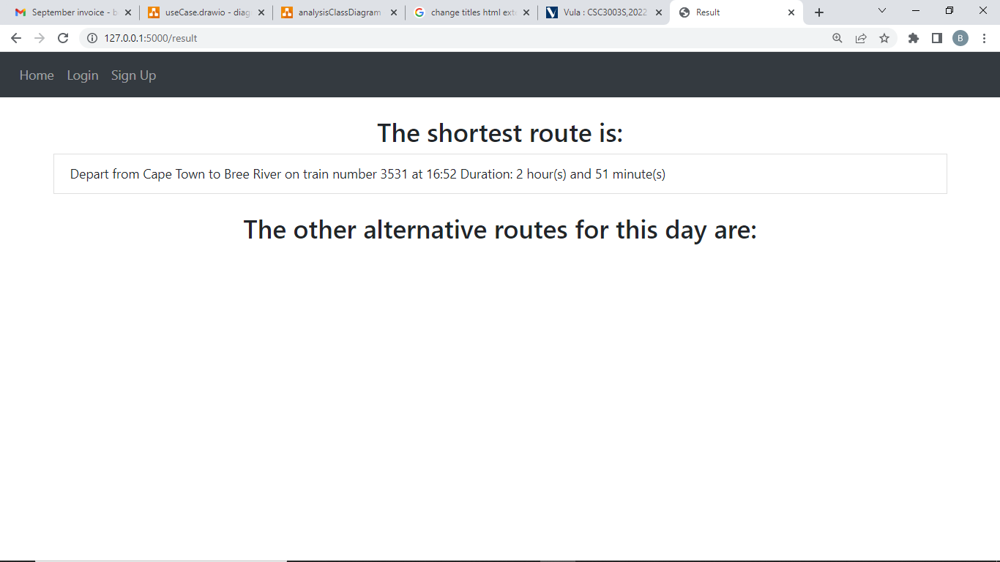 September invoice - b
useCase.drawio - diag
analysisClassDiagram
change titles html exte
Vula : CSC3003S,2022
Result
127.0.0.1:5000/result
B
Home Login Sign Up
The shortest route is:
Depart from Cape Town to Bree River on train number 3531 at 16:52 Duration: 2 hour(s) and 51 minute(s)
The other alternative routes for this day are: